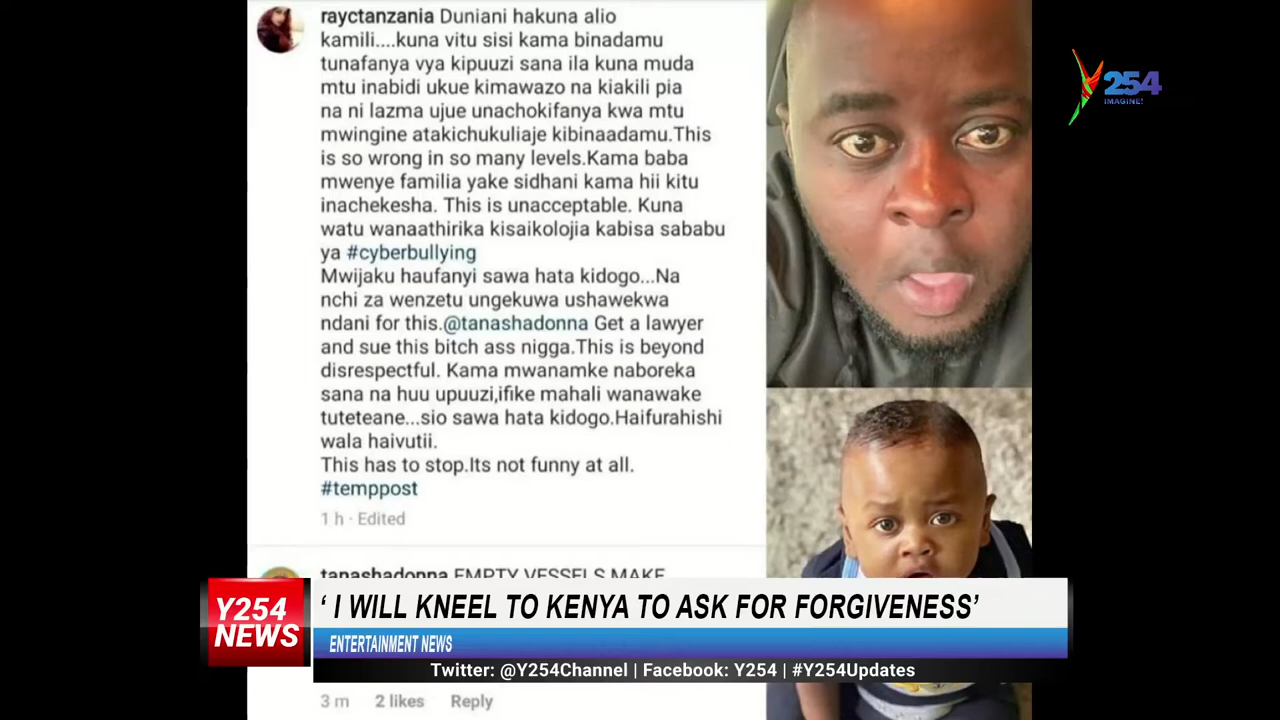 rayctanzania Duniani hakuna alio
kamili....kuna vitu sisi kama binadamu
tunafanya vya kipuuzi sana ila kuna muda
mtu inabidi ukue kimawazo na kiakili pia
na ni lazma ujue unachokifanya kwa mtu
mwingine atakichukuliaje kibinaadamu.This
is so wrong in so many levels.Kama baba
mwenye familia yake sidhani kama hii kitu
inachekesha. This is unacceptable. Kuna
watu wanaathirika kisaikolojia kabisa sababu
ya #cyberbullying
Mwijaku haufanyi sawa hata kidogo...Na
nchi za wenzetu ungekuwa ushawekwa
ndani for this.@tanashadonna Get a lawyer
and sue this bitch ass nigga.This is beyond
disrespectful. Kama mwanamke naboreka
sana na huu upuuzi,ifike mahali wanawake
tuteteane...sio sawa hata kidogo.Haifurahishi
wala haivutii.
This has to stop.Its not funny at all.
#temppost
1 h · Edited
tanashadonna EMPTY VESSELS MAKE
3 m 2 likes Reply
254
IMAGINE!
Y254
NEWS
‘ I WILL KNEEL TO KENYA TO ASK FOR FORGIVENESS’
ENTERTAINMENT NEWS
Twitter: @Y254Channel | Facebook: Y254 | #Y254Updates